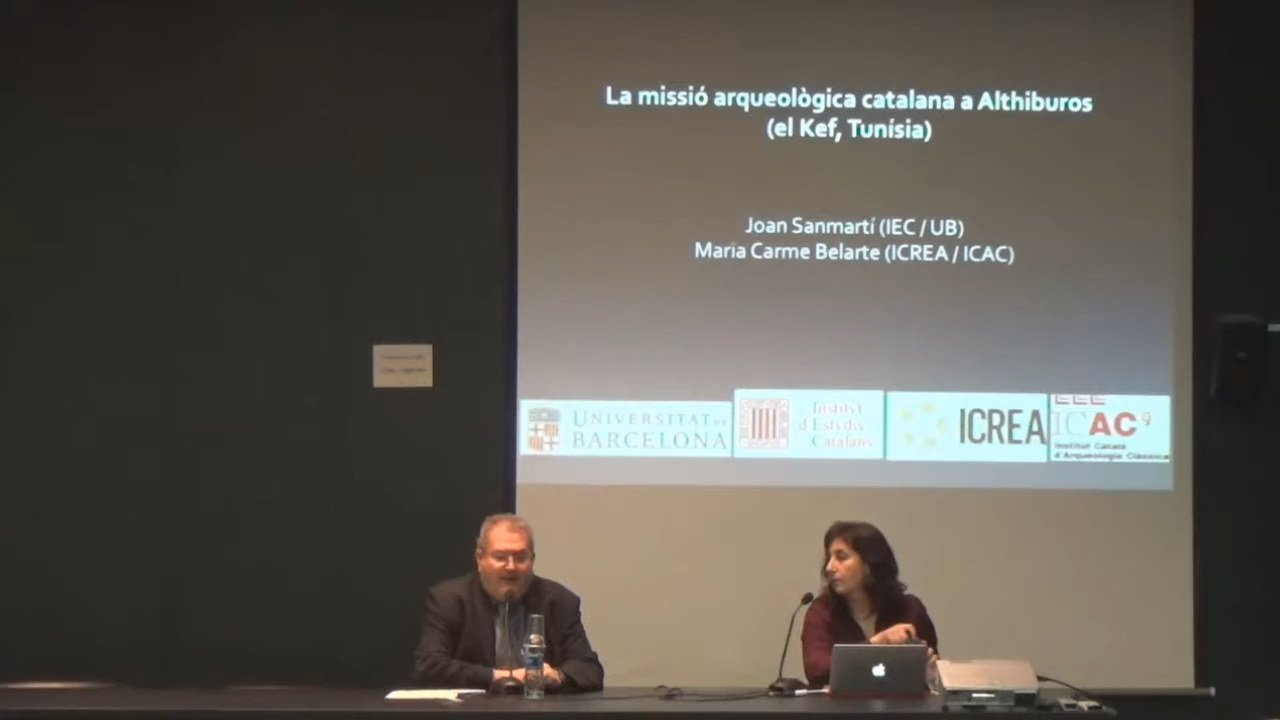 La missió arqueològica catalana a Althiburos
(el Kef, Tunísia)
Joan Sanmartí (IEC / UB)
Maria Carme Belarte (ICREA / ICAC)
UNIVERSITAT DE
BARCELONA
Institut
d'Estudis
Catalans
ICREA
ICAC
Institut Català
d'Arqueologia Clàssica